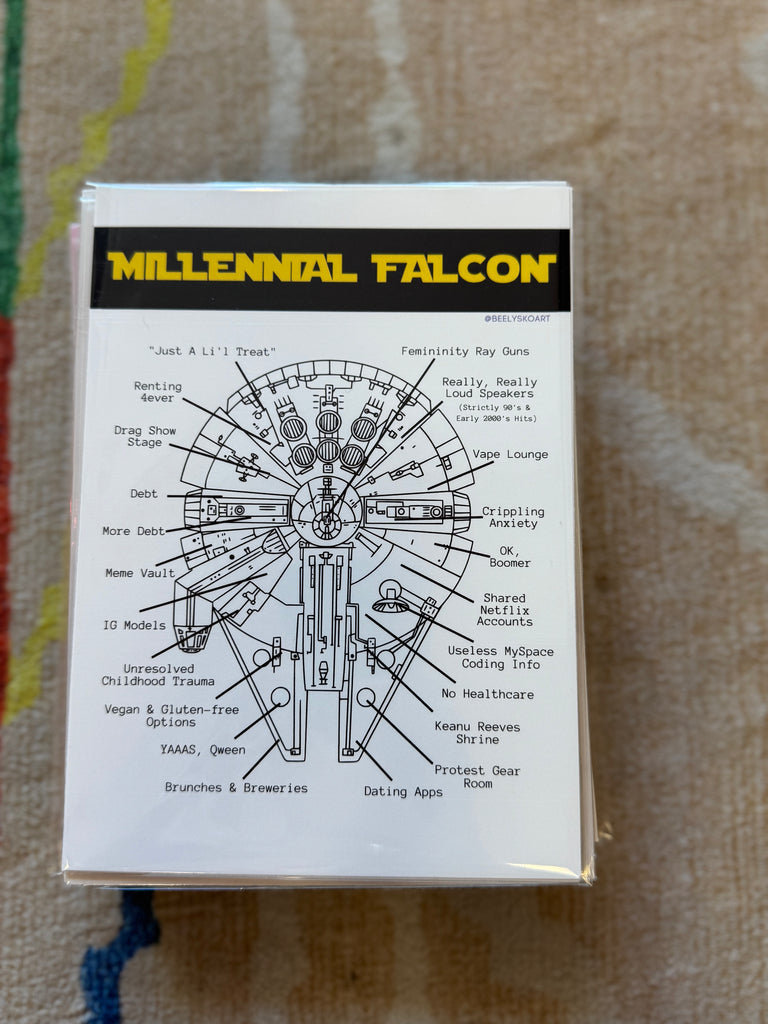 MILLENNIAL FALCON
@BEELYSKOART
"Just A Li'l Treat"
Renting
4ever
Drag Show
Stage
Debt
More Debt
Meme Vault
IG Models
Unresolved
Childhood Trauma
Vegan & Gluten-free
Options
YAAAS, Qween
Brunches & Breweries
Femininity Ray Guns
Really, Really
Loud Speakers
(Strictly 90's &
Early 2000's Hits)
Vape Lounge
Crippling
Anxiety
OK,
Boomer
Shared
Netflix
Accounts
Useless MySpace
Coding Info
No Healthcare
Keanu Reeves
Shrine
Protest Gear
Room
Dating Apps